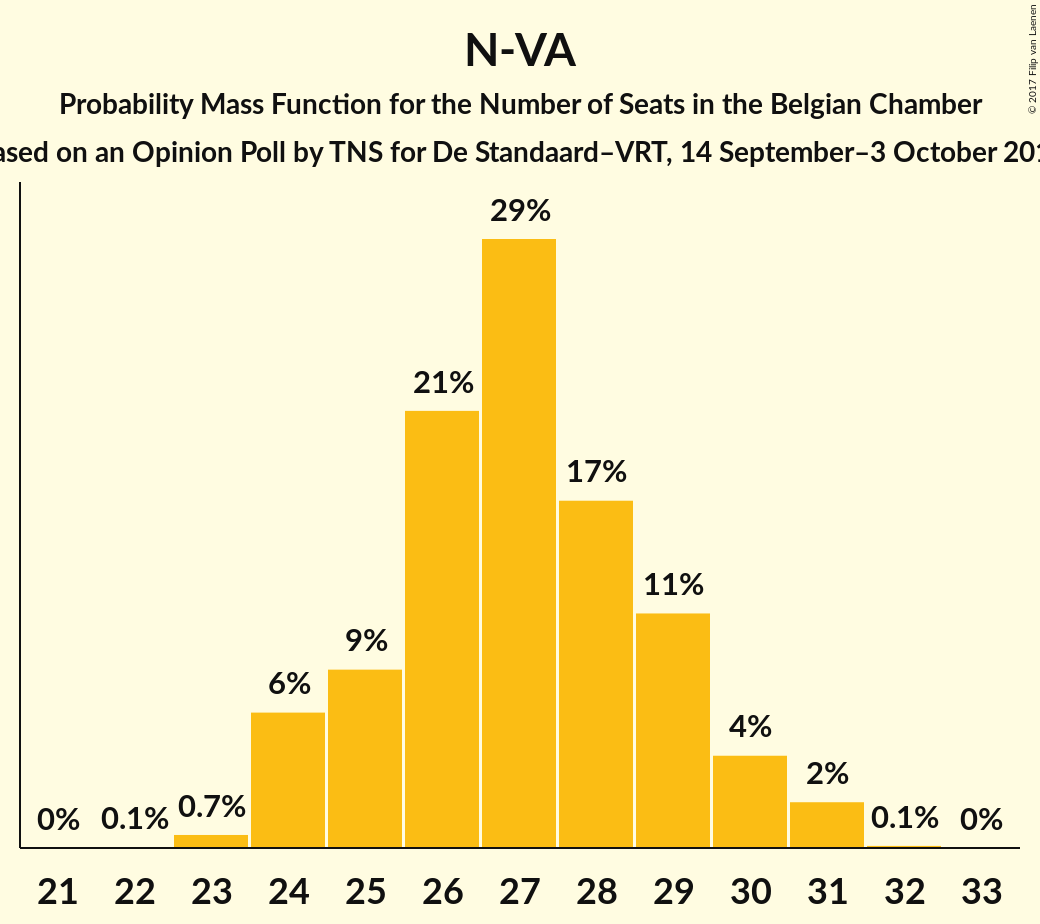 N-VA
Probability Mass Function for the Number of Seats in the Belgian Chamber
on an Opinion Poll by TNS for De Standaard–VRT, 14 September–3 October
© 2017 Filip van Laenen
29%
21%
17%
11%
9%
6%
4%
2%
0%
0.1%
0.7%
0.1%
0%
21 22 23 24 25 26 27 28 29 30 31 32 33